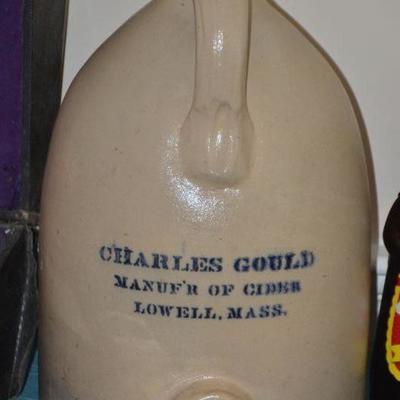 CHARLES GOULD
MANUF'R OF CIDER
LOWELL, MASS.